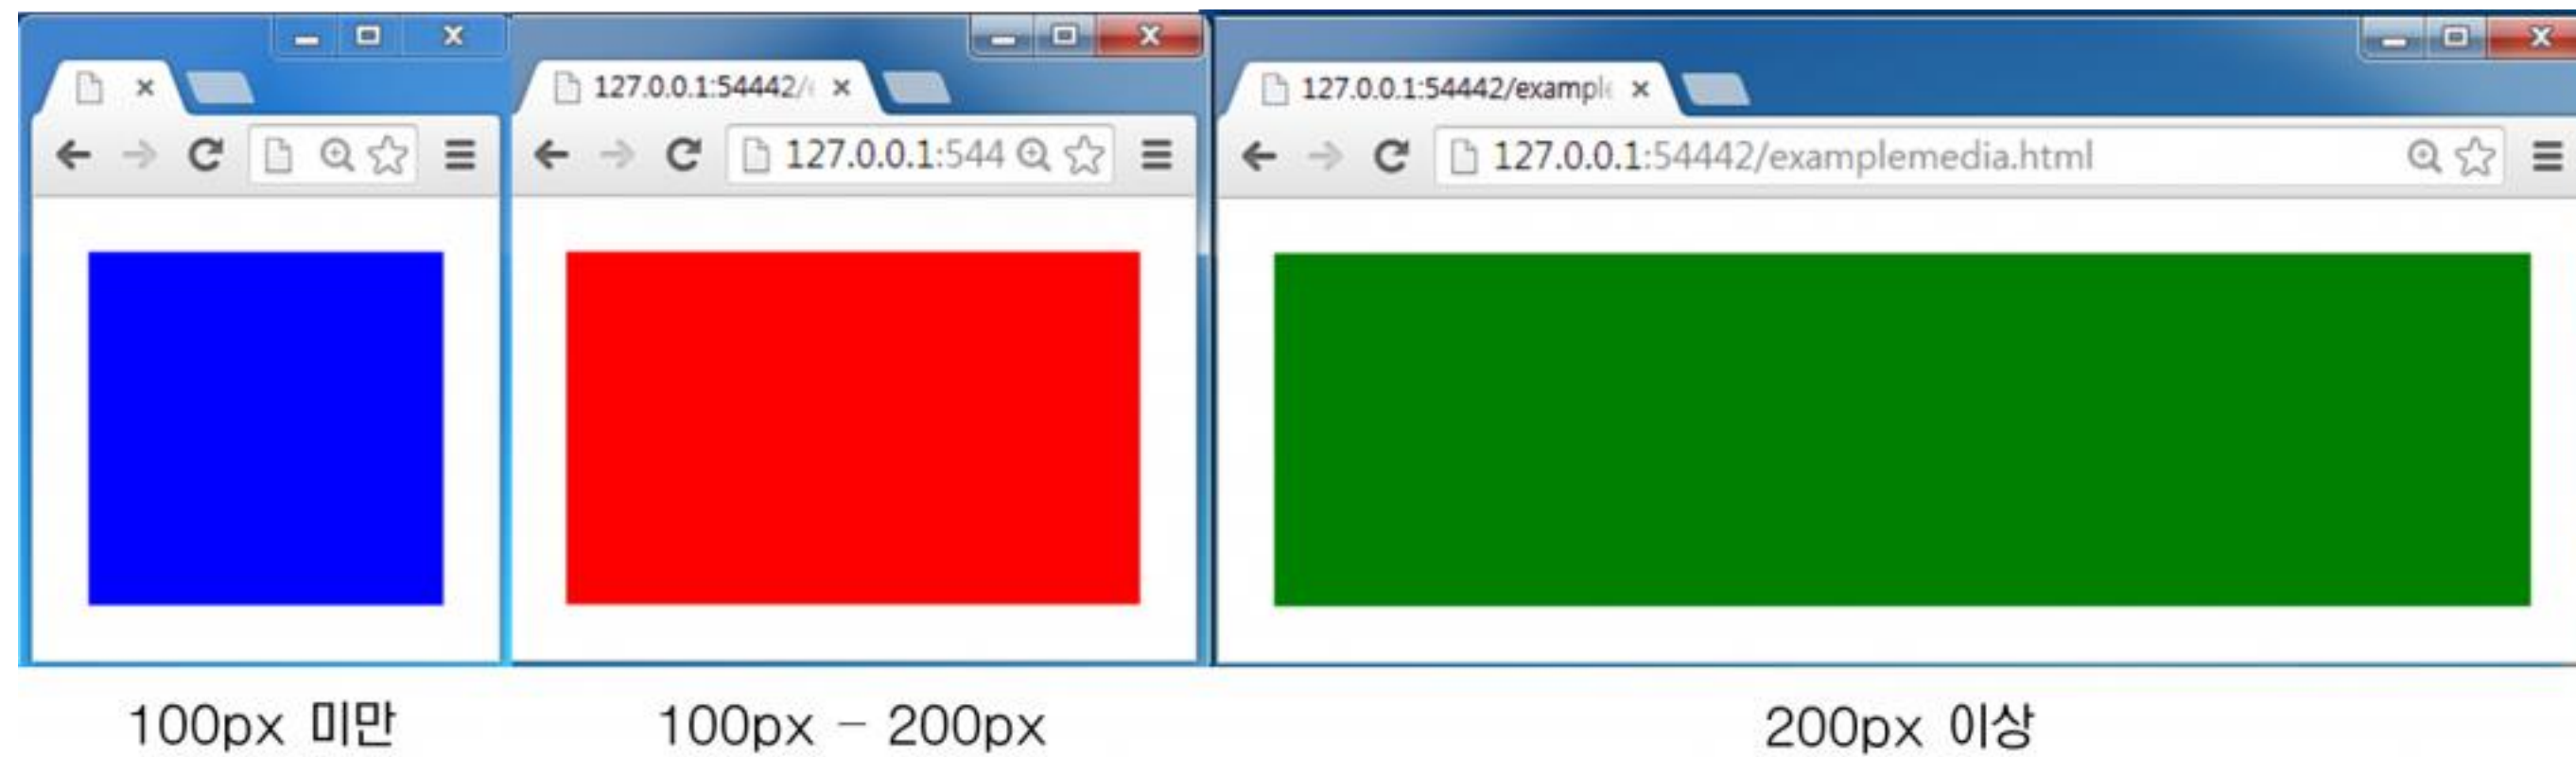 127.0.0.1:54442/
127.0.0.1:54442/exampl
127.0.0.1:544
127.0.0.1:54442/examplemedia.html
100px 미만
100px - 200px
200px 이상